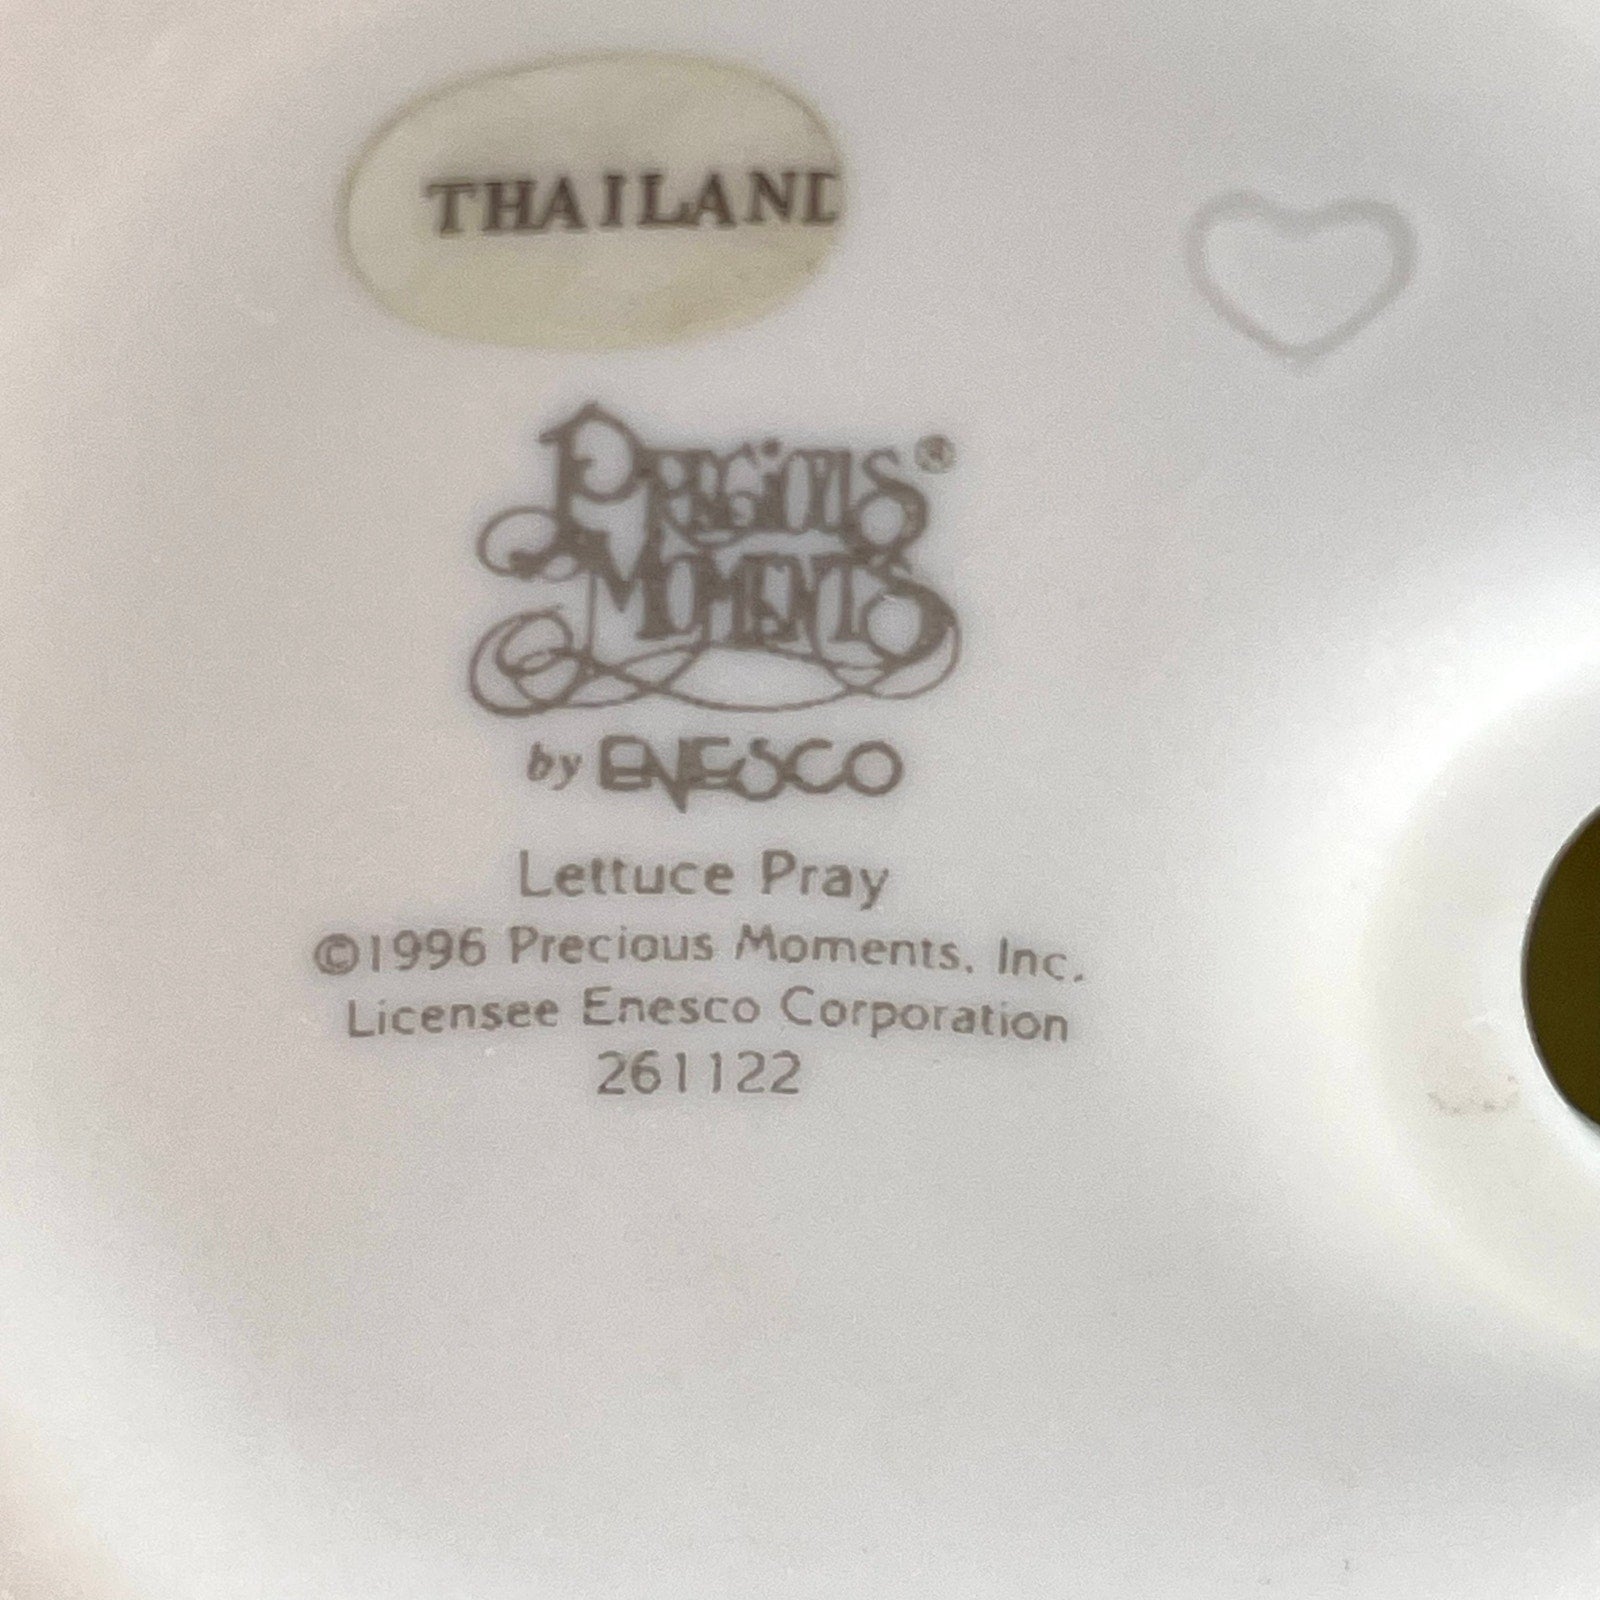 THAILAND
PRECIOUS ®
MOMENTS
by ENESCO
Lettuce Pray
©1996 Precious Moments, Inc.
Licensee Enesco Corporation
261122